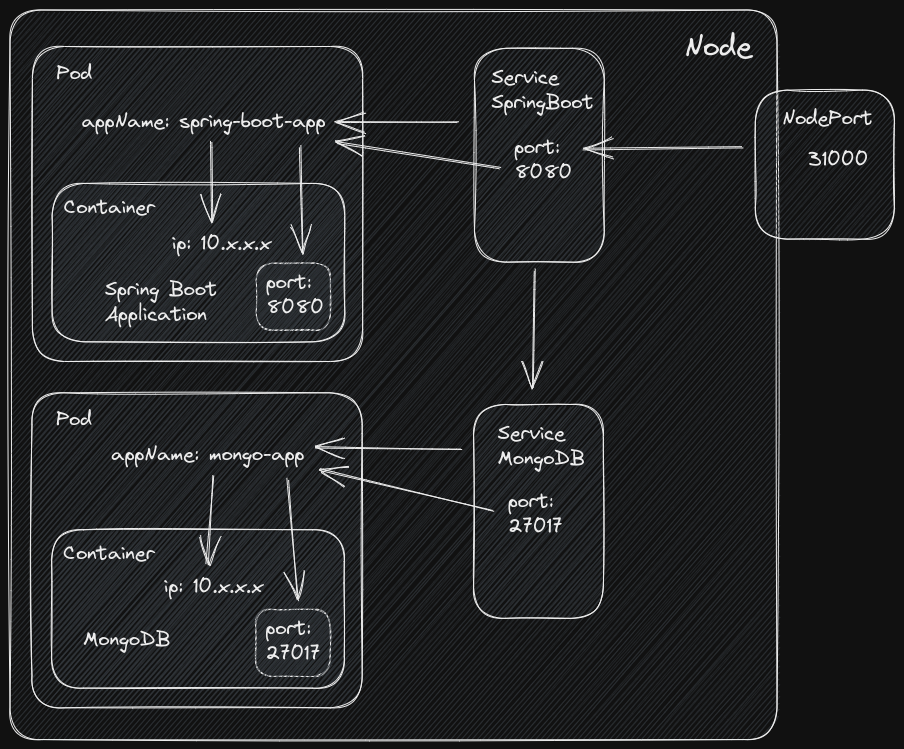 Node
Pod
appName: spring-boot-app
Container
ip: 10.x.x.x
Spring Boot
Application
port:
8080
Service
SpringBoot
port:
8080
NodePort
31000
Pod
appName: mongo-app
Container
ip: 10.x.x.x
MongoDB
port:
27017
Service
MongoDB
port:
27017